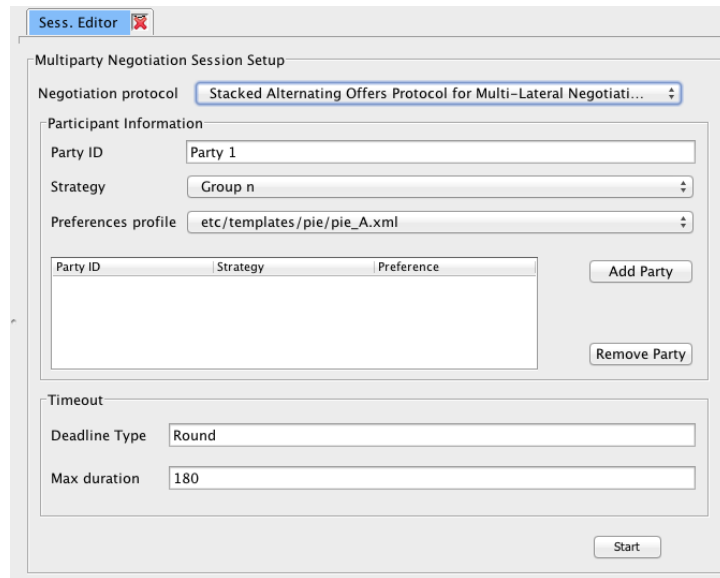 Sess. Editor
Multiparty Negotiation Session Setup
Negotiation protocol Stacked Alternating Offers Protocol for Multi-Lateral Negotiati...
Participant Information
Party ID Party 1
Strategy Group n
Preferences profile etc/templates/pie/pie_A.xml
Party ID Strategy Preference
Add Party
Remove Party
Timeout
Deadline Type Round
Max duration 180
Start